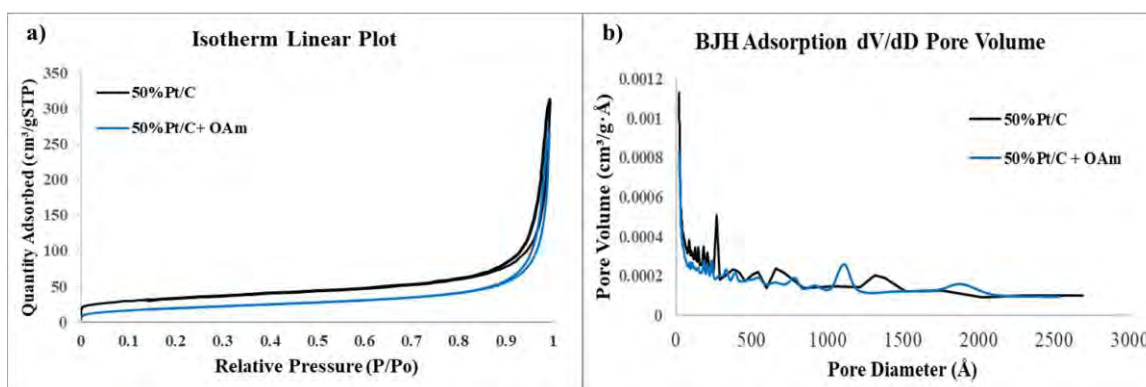 a)
Isotherm Linear Plot
Quantity Adsorbed (cm³/gSTP)
350
300
250
200
150
100
50
0
50%Pt/C
50%Pt/C+ OAm
0 0.1 0.2 0.3 0.4 0.5 0.6 0.7 0.8 0.9 1
Relative Pressure (P/Po)
b)
BJH Adsorption dV/dD Pore Volume
Pore Volume (cm³/g·Å)
0.0012
0.001
0.0008
0.0006
0.0004
0.0002
0
50%Pt/C
50%Pt/C + OAm
0 500 1000 1500 2000 2500 3000
Pore Diameter (Å)